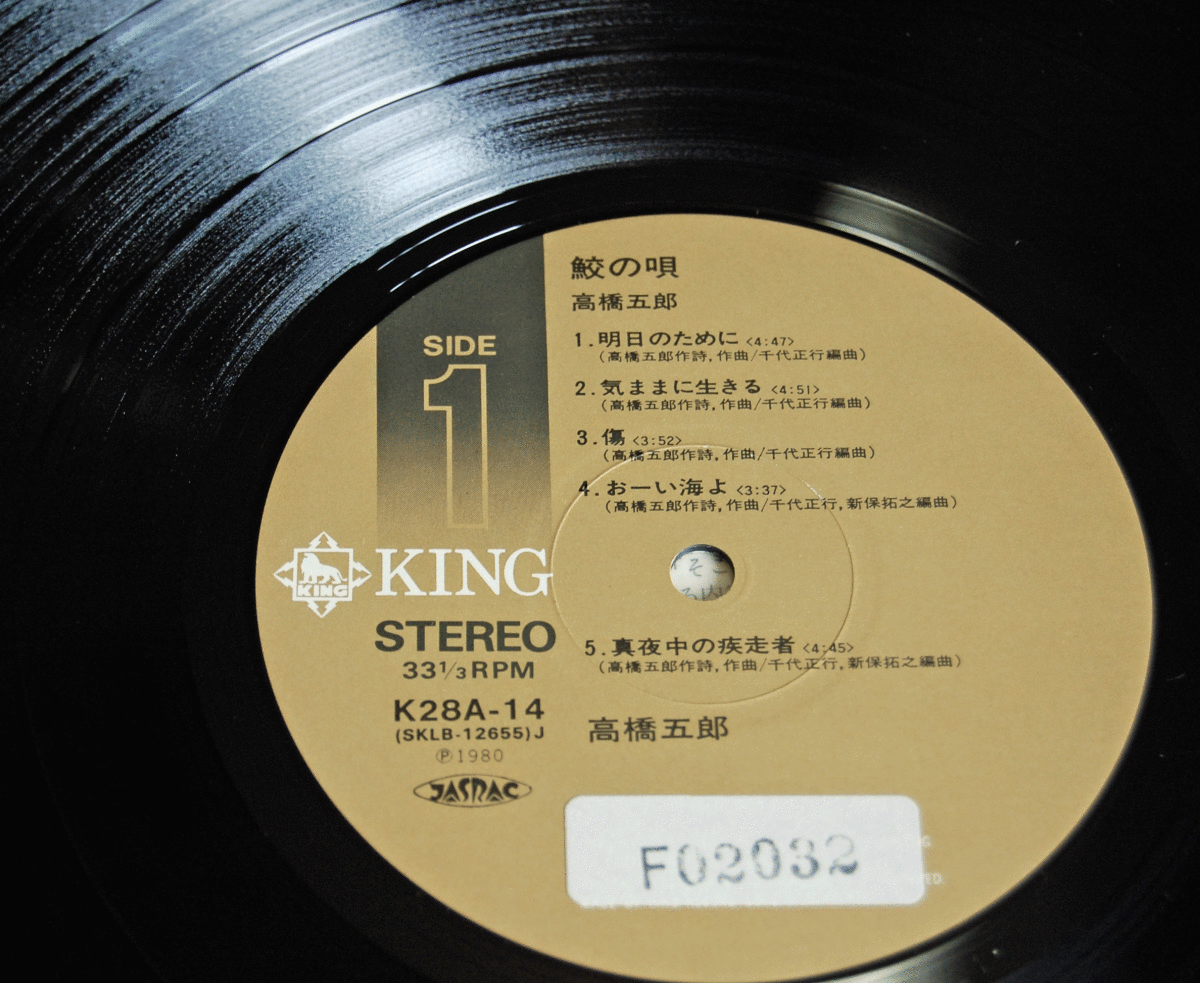 鮫の唄
高橋五郎
1.明日のために <4:47>
(高橋五郎作詩,作曲/千代正行編曲)
2.気ままに生きる <4:51>
(高橋五郎作詩,作曲/千代正行編曲)
3.傷 <3:52>
(高橋五郎作詩,作曲/千代正行編曲)
4.おーい海よ <3:37>
(高橋五郎作詩,作曲/千代正行,新保拓之編曲)
5.真夜中の疾走者 <4:45>
(高橋五郎作詩,作曲/千代正行,新保拓之編曲)
高橋五郎
SIDE
1
KING
KING
STEREO
33 1/3 RPM
K28A-14
(SKLB-12655)J
Ⓟ1980
JASRAC
F02032